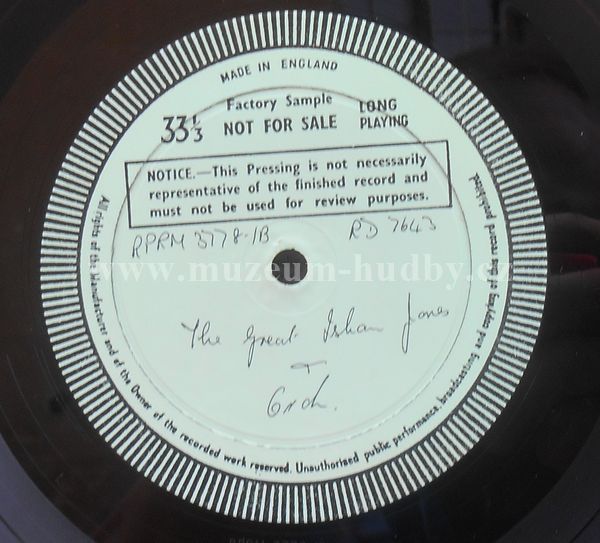 MADE IN ENGLAND
33⅓ Factory Sample LONG
NOT FOR SALE PLAYING
NOTICE.—This Pressing is not necessarily
representative of the finished record and
must not be used for review purposes.
RPRM 5778-1B RD 7643
www.muzeum-hudby.cz
The Great Isham Jones
+
Orch.
All rights of the Manufacturer and of the Owner of the recorded work reserved. Unauthorised public performance, broadcasting and copying of this record prohibited.